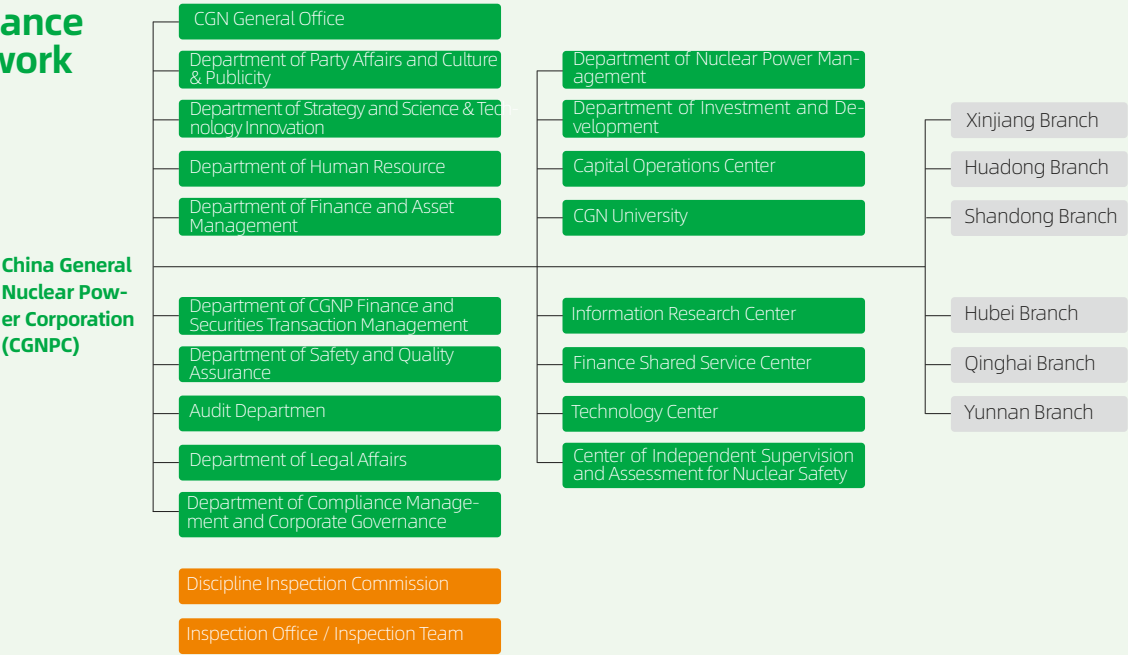 ance
work
CGN General Office
Department of Party Affairs and Culture
& Publicity
Department of Strategy and Science & Tech-
nology Innovation
Department of Human Resource
Department of Finance and Asset
Management
China General
Nuclear Pow-
er Corporation
(CGNPC)
Department of CGNP Finance and
Securities Transaction Management
Department of Safety and Quality
Assurance
Audit Departmen
Department of Legal Affairs
Department of Compliance Manage-
ment and Corporate Governance
Discipline Inspection Commission
Inspection Office / Inspection Team
Department of Nuclear Power Man-
agement
Department of Investment and De-
velopment
Capital Operations Center
CGN University
Information Research Center
Finance Shared Service Center
Technology Center
Center of Independent Supervision
and Assessment for Nuclear Safety
Xinjiang Branch
Huadong Branch
Shandong Branch
Hubei Branch
Qinghai Branch
Yunnan Branch